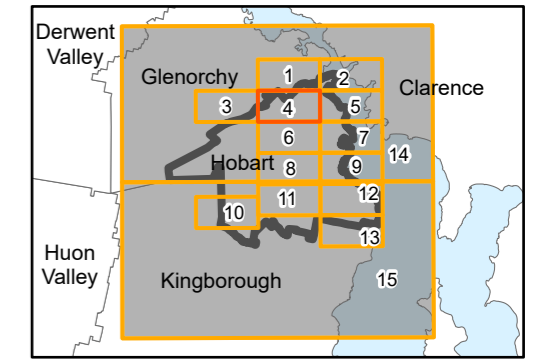 Derwent
Valley
Glenorchy
Clarence
1
2
3
4
5
6
7
Hobart
8
9
14
10
11
12
13
Huon
Valley
Kingborough
15